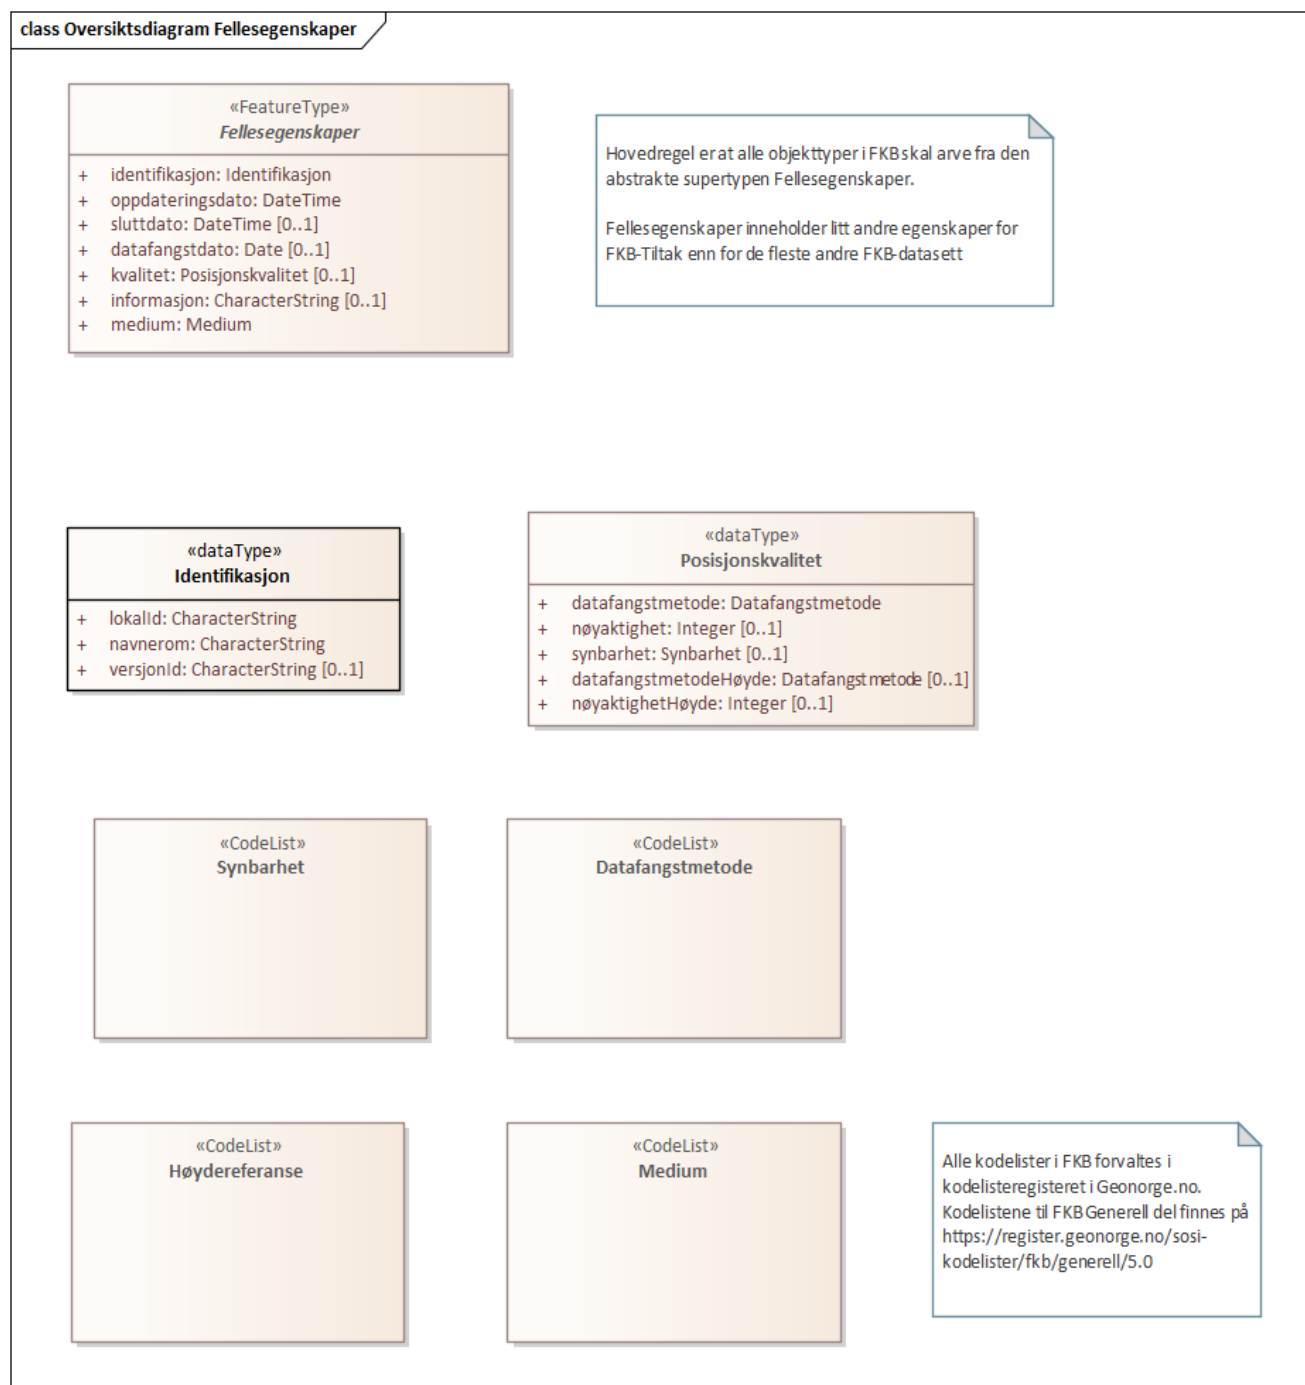 class Oversiktsdiagram Fellesegenskaper
«FeatureType»
Fellesegenskaper
+ identifikasjon: Identifikasjon
+ oppdateringsdato: DateTime
+ sluttdato: DateTime [0..1]
+ datafangstdato: Date [0..1]
+ kvalitet: Posisjonskvalitet [0..1]
+ informasjon: CharacterString [0..1]
+ medium: Medium
Hovedregel er at alle objekttyper i FKB skal arve fra den
abstrakte supertypen Fellesegenskaper.
Fellesegenskaper inneholder litt andre egenskaper for
FKB-Tiltak enn for de fleste andre FKB-datasett
«dataType»
Identifikasjon
+ lokalId: CharacterString
+ navnerom: CharacterString
+ versjonId: CharacterString [0..1]
«dataType»
Posisjonskvalitet
+ datafangstmetode: Datafangstmetode
+ nøyaktighet: Integer [0..1]
+ synbarhet: Synbarhet [0..1]
+ datafangstmetodeHøyde: Datafangstmetode [0..1]
+ nøyaktighetHøyde: Integer [0..1]
«CodeList»
Synbarhet
«CodeList»
Datafangstmetode
«CodeList»
Høydereferanse
«CodeList»
Medium
Alle kodelister i FKB forvaltes i
kodelisteregisteret i Geonorge.no.
Kodelistene til FKB Generell del finnes på
https://register.geonorge.no/sosi-
kodelister/fkb/generell/5.0